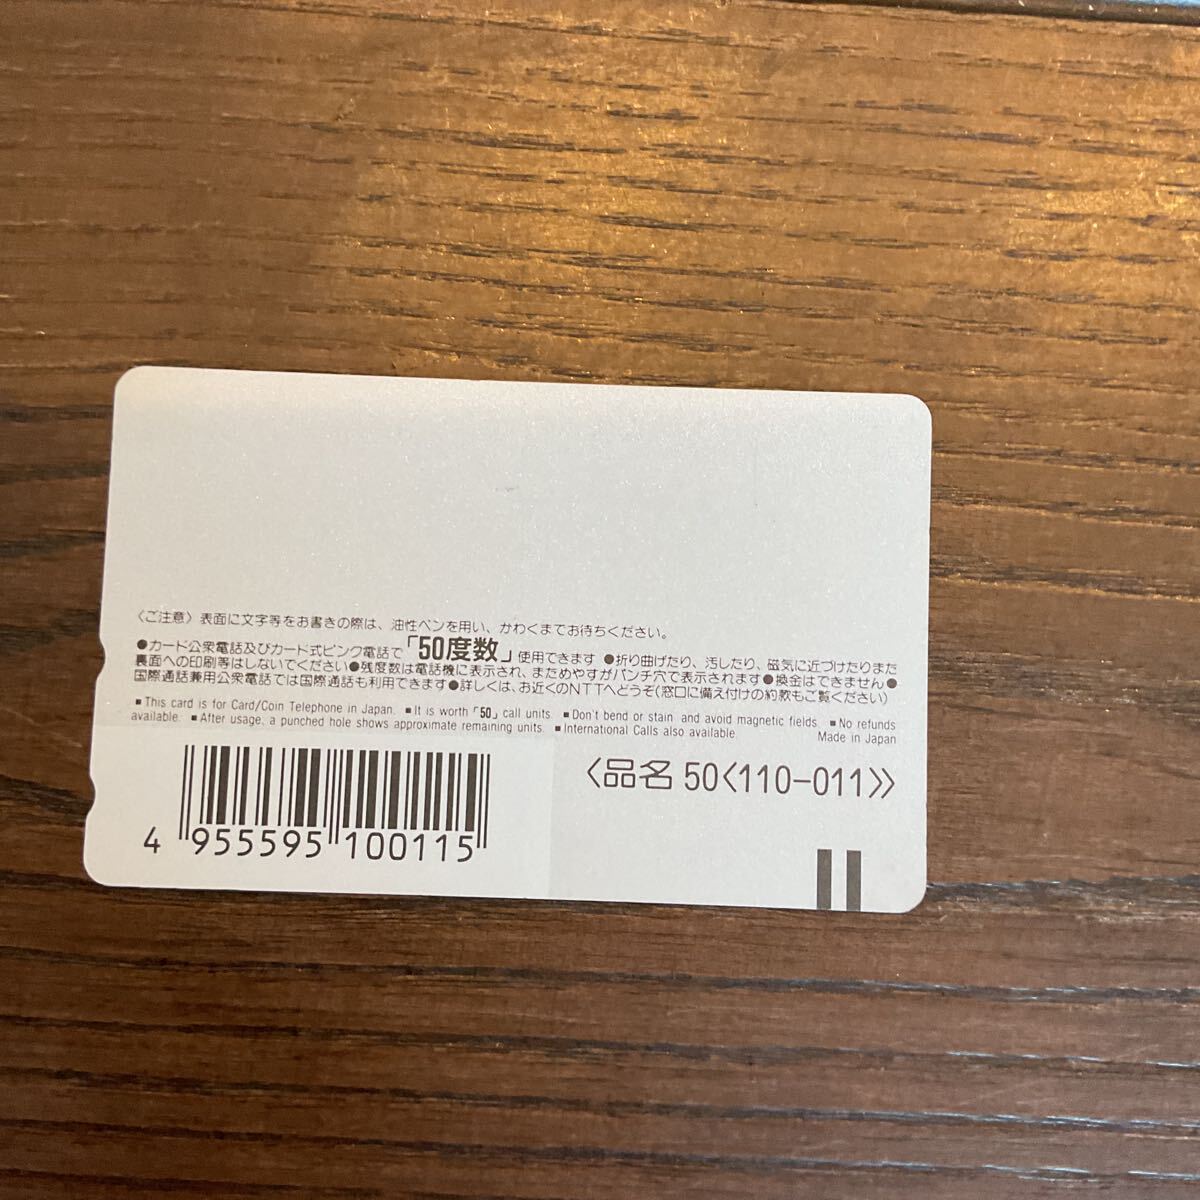 〈ご注意〉表面に文字等をお書きの際は、油性ペンを用い、かわくまでお待ちください。
●カード公衆電話及びカード式ピンク電話で「50度数」使用できます ●折り曲げたり、汚したり、磁気に近づけたりまた
裏面への印刷等はしないでください●残度数は電話機に表示され、まためやすがパンチ穴で表示されます●換金はできません●
国際通話兼用公衆電話では国際通話も利用できます●詳しくは、お近くのNTTへどうぞ(窓口に備え付けの約款もご覧ください)
■This card is for Card/Coin Telephone in Japan. ■It is worth「50」call units. ■Don't bend or stain and avoid magnetic fields. ■No refunds
available. ■After usage, a punched hole shows approximate remaining units. ■International Calls also available.
Made in Japan
〈品名 50〈110-011〉〉
4 955595 100115